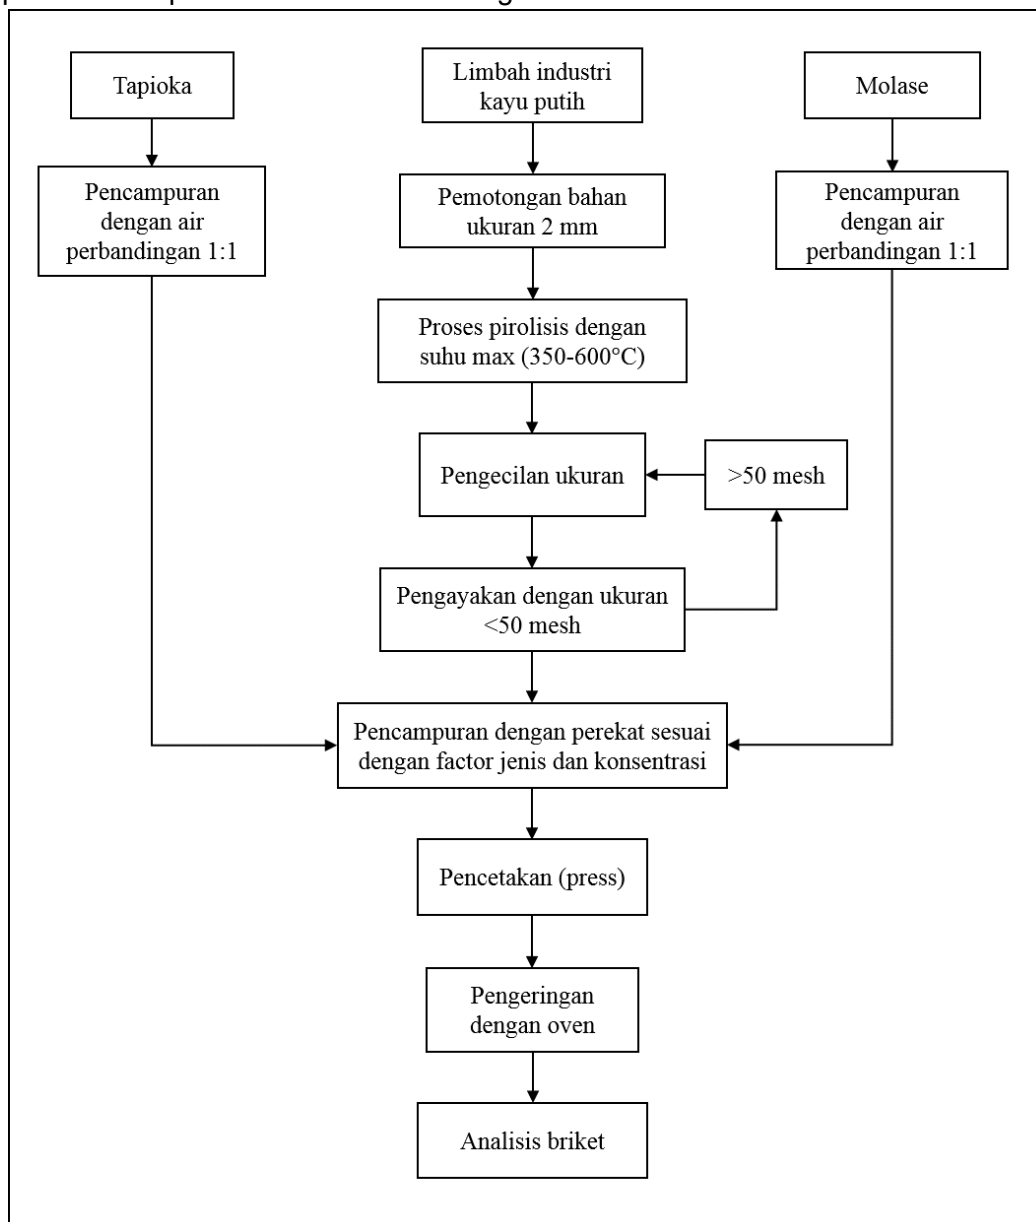 Tapioka
Limbah industri
kayu putih
Molase
Pencampuran
dengan air
perbandingan 1:1
Pemotongan bahan
ukuran 2 mm
Pencampuran
dengan air
perbandingan 1:1
Proses pirolisis dengan
suhu max (350-600°C)
Pengecilan ukuran
>50 mesh
Pengayakan dengan ukuran
<50 mesh
Pencampuran dengan perekat sesuai
dengan factor jenis dan konsentrasi
Pencetakan (press)
Pengeringan
dengan oven
Analisis briket